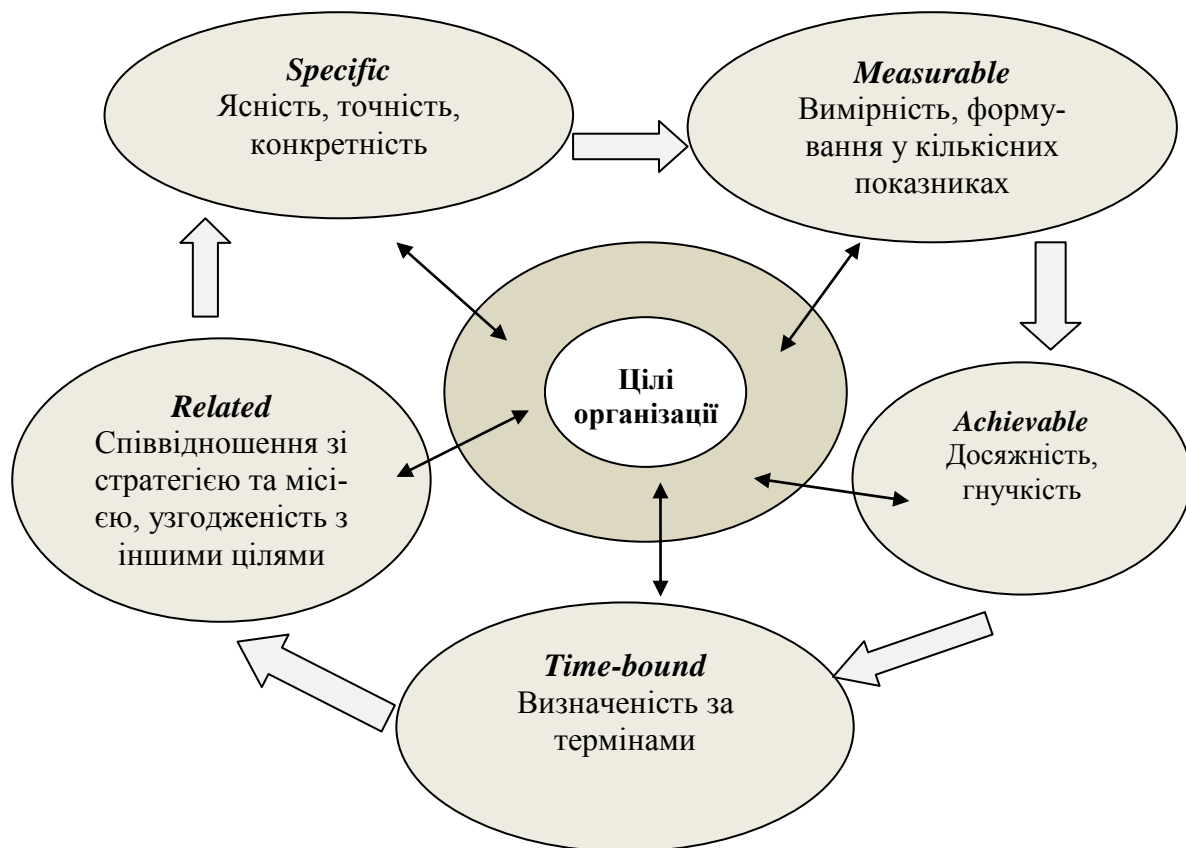 Specific
Ясність, точність,
конкретність
Measurable
Вимірність, форму-
вання у кількісних
показниках
Цілі
організації
Related
Співвідношення зі
стратегією та місі-
єю, узгодженість з
іншими цілями
Achievable
Досяжність,
гнучкість
Time-bound
Визначеність за
термінами